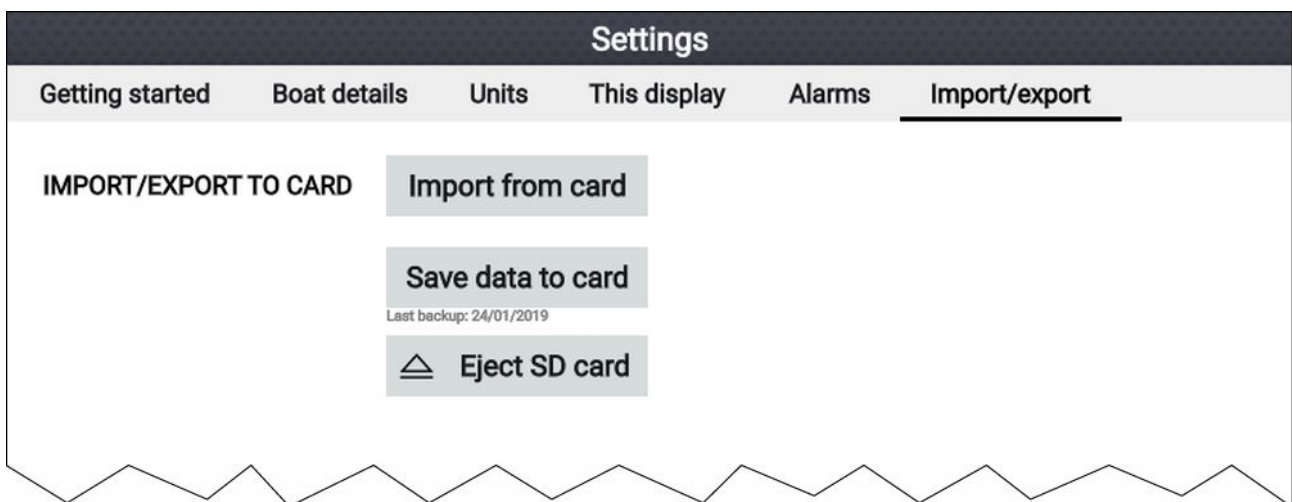 Settings
Getting started Boat details Units This display Alarms Import/export
IMPORT/EXPORT TO CARD Import from card
Save data to card
Last backup: 24/01/2019
Eject SD card